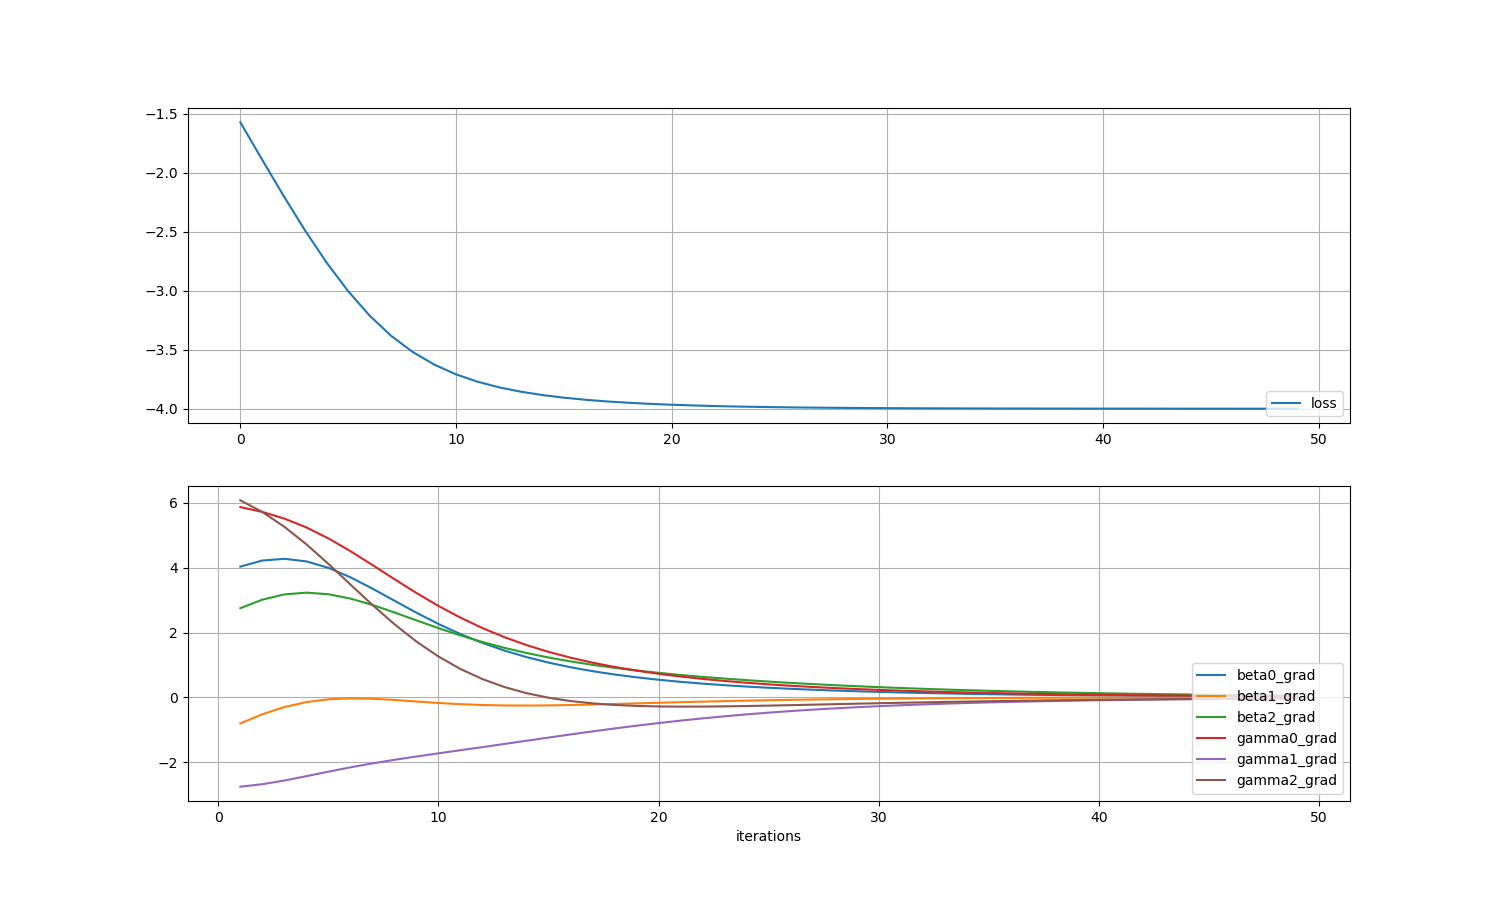 −1.5
−2.0
−2.5
−3.0
−3.5
−4.0
loss
0 10 20 30 40 50
6
4
2
0
−2
beta0_grad
beta1_grad
beta2_grad
gamma0_grad
gamma1_grad
gamma2_grad
0 10 20 30 40 50
iterations